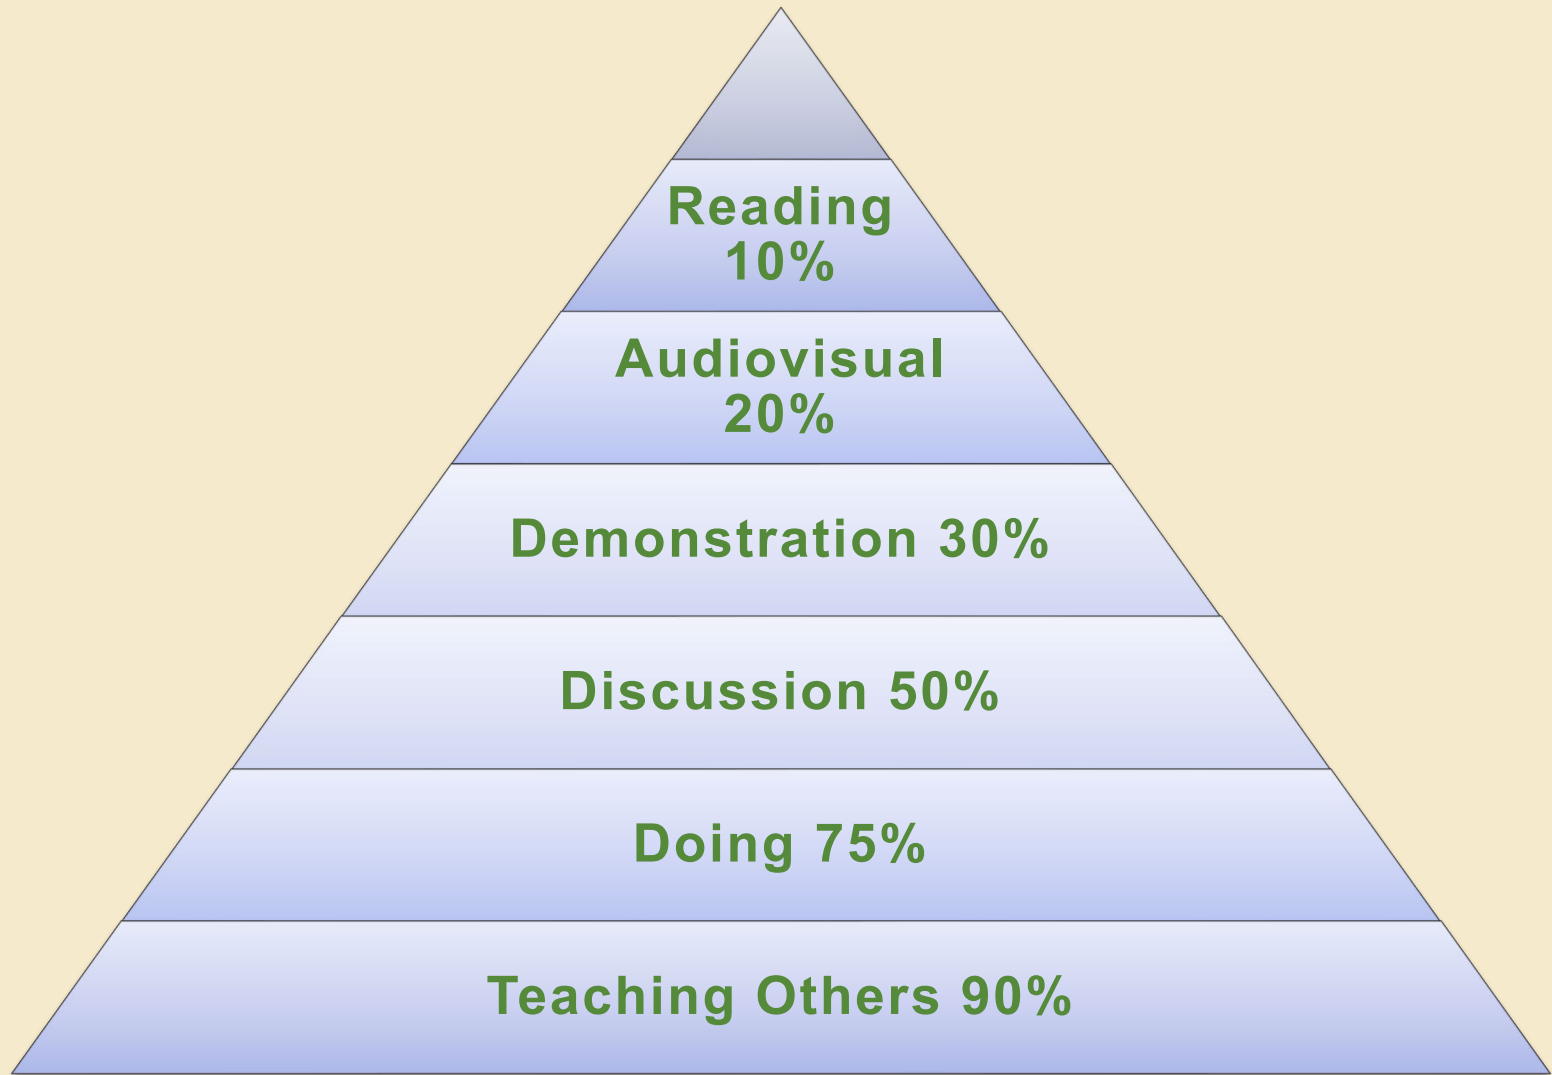 Reading
10%
Audiovisual
20%
Demonstration 30%
Discussion 50%
Doing 75%
Teaching Others 90%